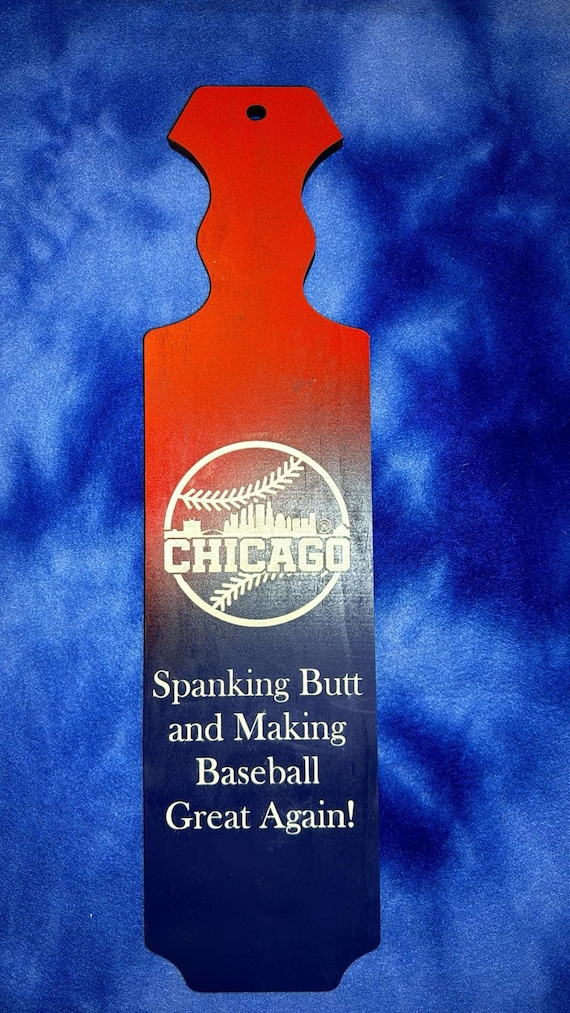 CHICAGO
Spanking Butt
and Making
Baseball
Great Again!